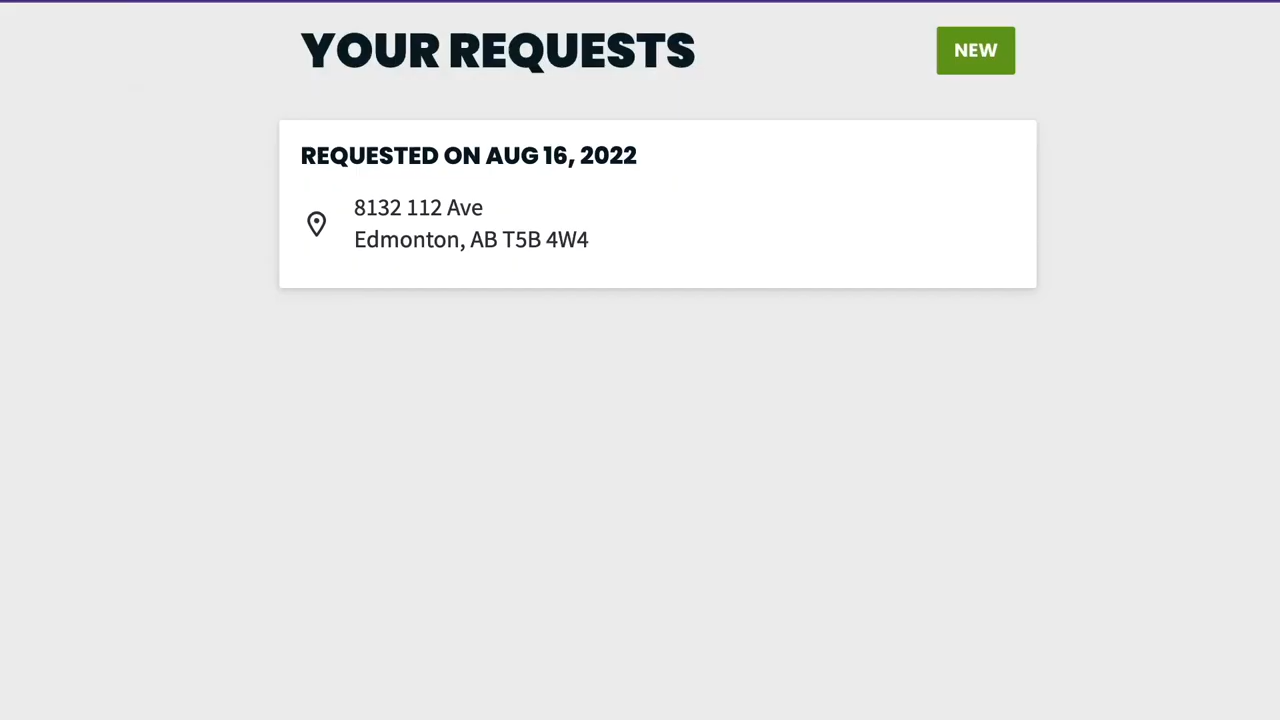 YOUR REQUESTS
NEW
REQUESTED ON AUG 16, 2022
8132 112 Ave
Edmonton, AB T5B 4W4